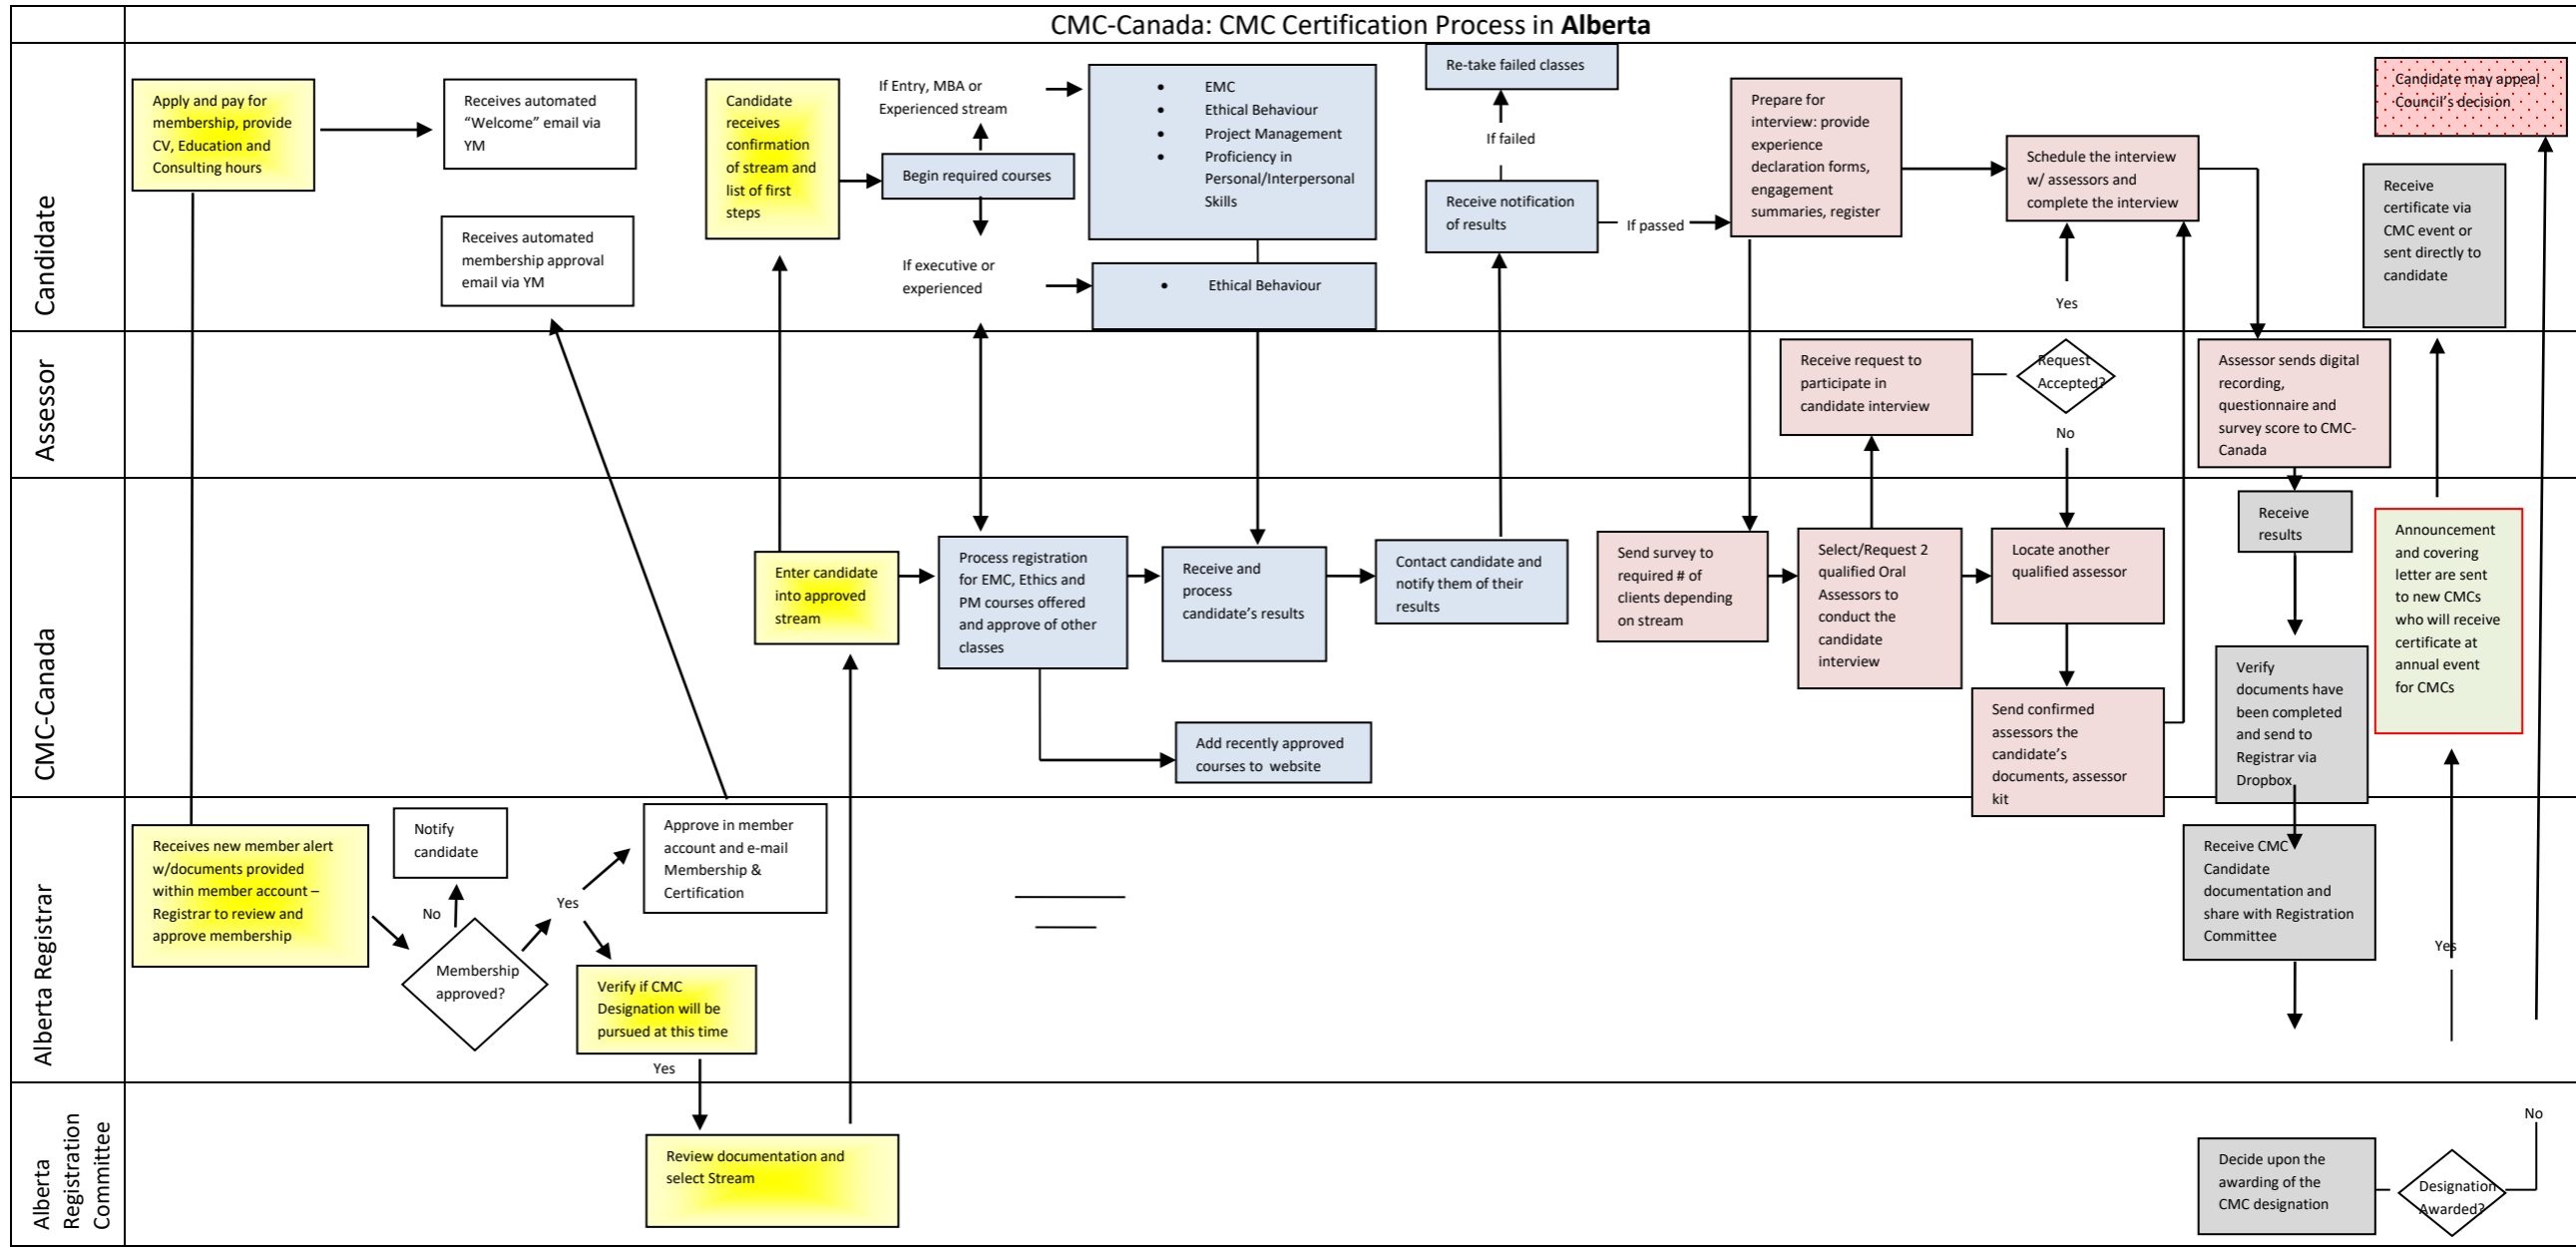 CMC-Canada: CMC Certification Process in Alberta
Candidate
Apply and pay for
membership, provide
CV, Education and
Consulting hours
Receives automated
“Welcome” email via
YM
Receives automated
membership approval
email via YM
Candidate
receives
confirmation
of stream and
list of first
steps
If Entry, MBA or
Experienced stream
Begin required courses
If executive or
experienced
• EMC
• Ethical Behaviour
• Project Management
• Proficiency in
Personal/Interpersonal
Skills
• Ethical Behaviour
Re-take failed classes
If failed
Receive notification
of results
If passed
Prepare for
interview: provide
experience
declaration forms,
engagement
summaries, register
Schedule the interview
w/ assessors and
complete the interview
Yes
Candidate may appeal
Council’s decision
Receive
certificate via
CMC event or
sent directly to
candidate
Assessor
Receive request to
participate in
candidate interview
Request
Accepted?
No
Assessor sends digital
recording,
questionnaire and
survey score to CMC-
Canada
CMC-Canada
Enter candidate
into approved
stream
Process registration
for EMC, Ethics and
PM courses offered
and approve of other
classes
Receive and
process
candidate’s results
Contact candidate and
notify them of their
results
Add recently approved
courses to website
Send survey to
required # of
clients depending
on stream
Select/Request 2
qualified Oral
Assessors to
conduct the
candidate
interview
Locate another
qualified assessor
Send confirmed
assessors the
candidate’s
documents, assessor
kit
Receive
results
Verify
documents have
been completed
and send to
Registrar via
Dropbox
Announcement
and covering
letter are sent
to new CMCs
who will receive
certificate at
annual event
for CMCs
Alberta Registrar
Receives new member alert
w/documents provided
within member account –
Registrar to review and
approve membership
Notify
candidate
No
Membership
approved?
Yes
Approve in member
account and e-mail
Membership &
Certification
Verify if CMC
Designation will be
pursued at this time
Yes
Receive CMC
Candidate
documentation and
share with Registration
Committee
Yes
Alberta
Registration
Committee
Review documentation and
select Stream
Decide upon the
awarding of the
CMC designation
Designation
Awarded?
No